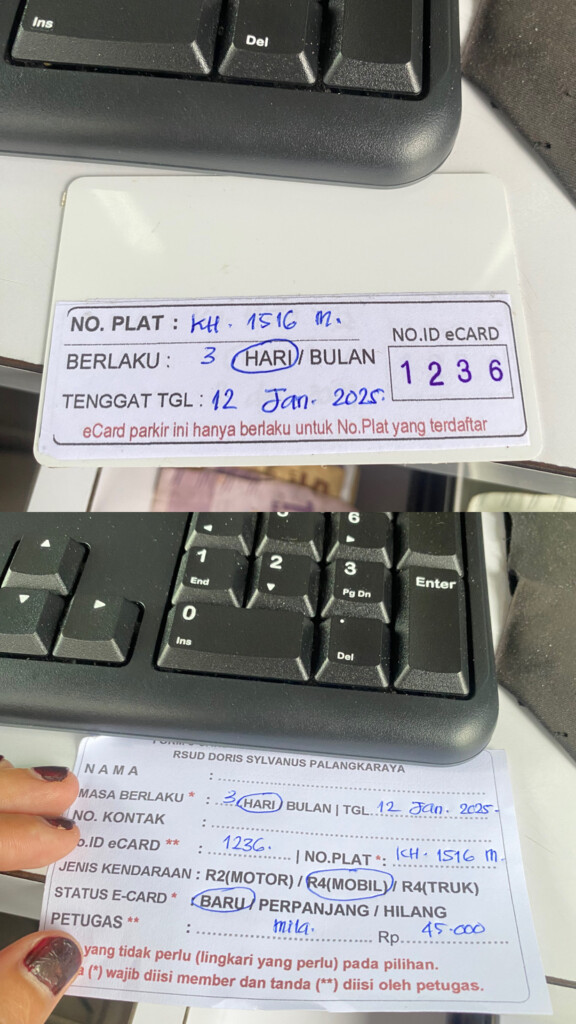 Ins
Del
NO. PLAT : KH. 1516 M.
BERLAKU : 3 HARI / BULAN
NO.ID eCARD
1 2 3 6
TENGGAT TGL : 12 Jan. 2025.
eCard parkir ini hanya berlaku untuk No.Plat yang terdaftar
6
1 End
2
3 Pg Dn
Enter
0 Ins
. Del
RSUD DORIS SYLVANUS PALANGKARAYA
NAMA :
MASA BERLAKU * : 3 HARI BULAN | TGL. 12 Jan. 2025.
NO. KONTAK :
.ID eCARD ** : 1236. | NO.PLAT *: KH. 1516 M.
JENIS KENDARAAN : R2(MOTOR) / R4(MOBIL) / R4(TRUK)
STATUS E-CARD * : BARU / PERPANJANG / HILANG
PETUGAS ** : mila. Rp. 45.000
yang tidak perlu (lingkari yang perlu) pada pilihan.
(*) wajib diisi member dan tanda (**) diisi oleh petugas.